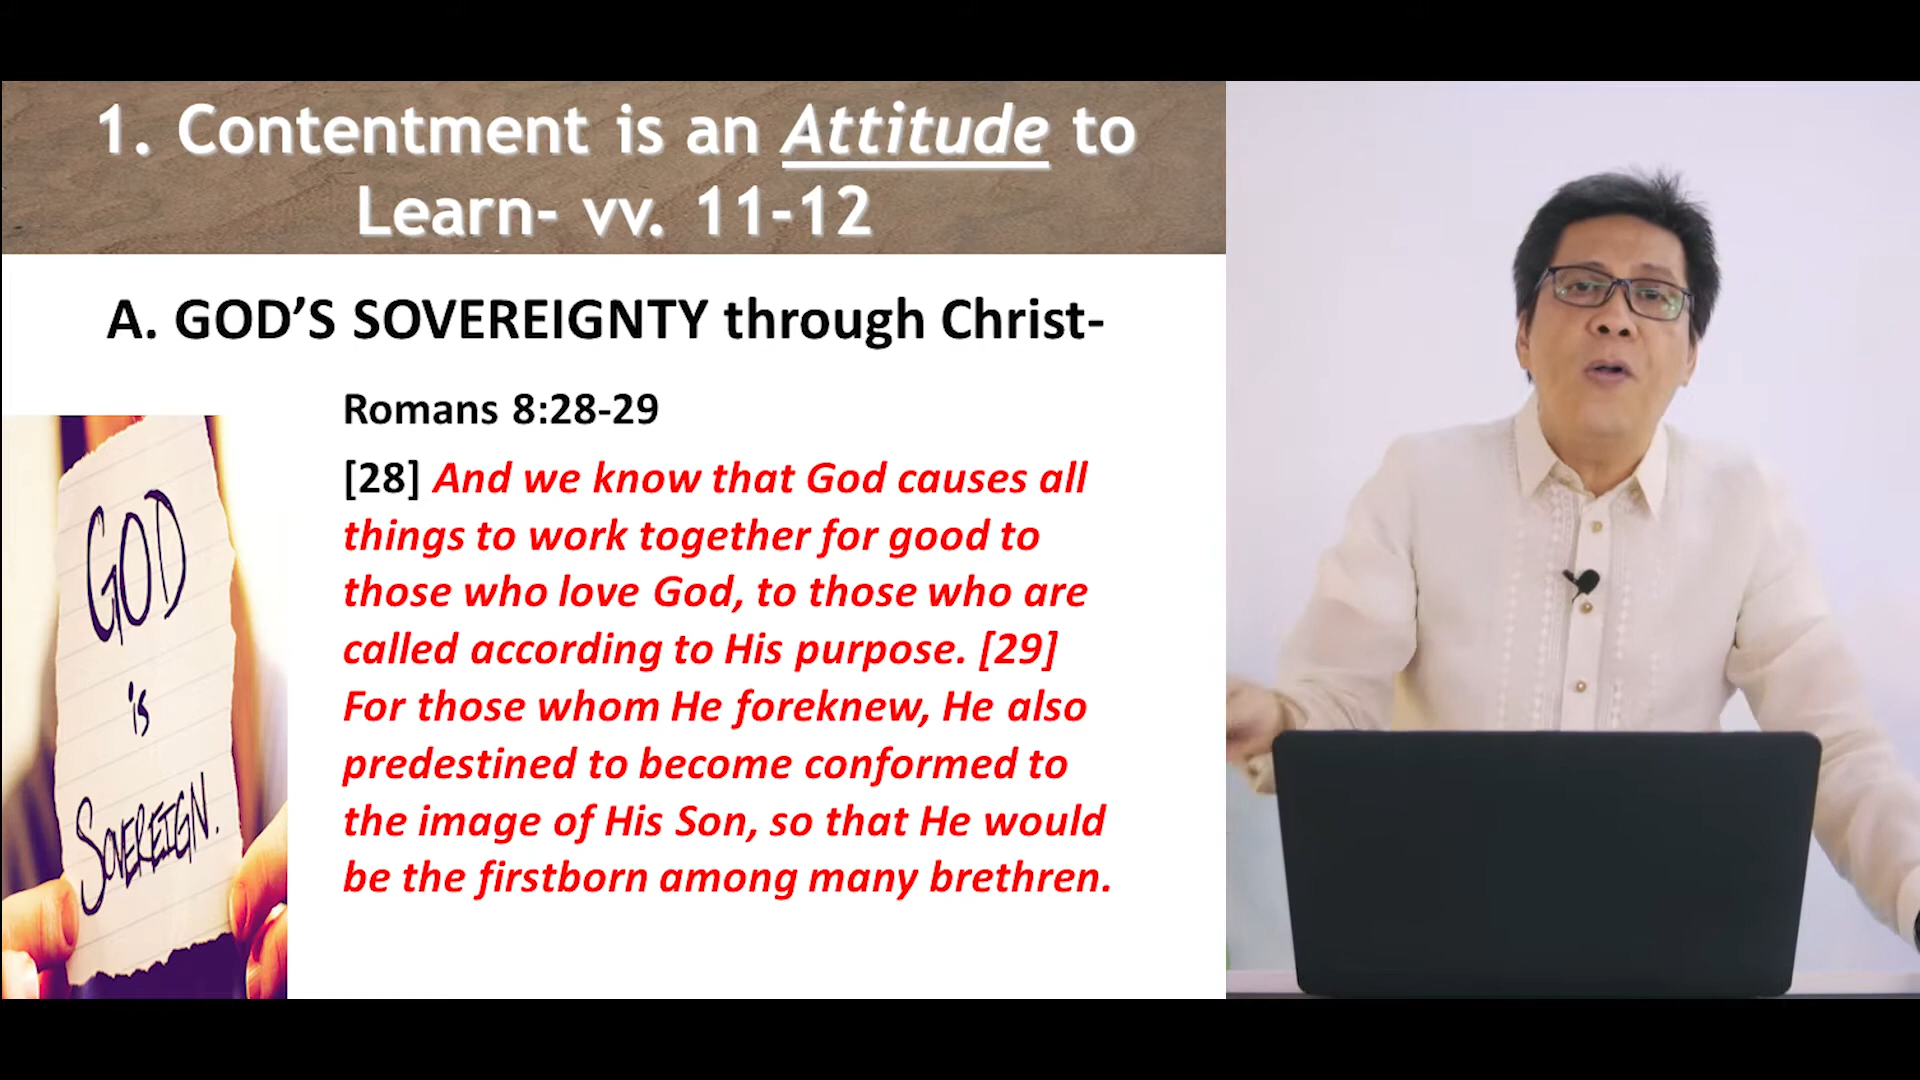 1. Contentment is an Attitude to
Learn- vv. 11-12
A. GOD’S SOVEREIGNTY through Christ-
Romans 8:28-29
[28] And we know that God causes all
things to work together for good to
those who love God, to those who are
called according to His purpose. [29]
For those whom He foreknew, He also
predestined to become conformed to
the image of His Son, so that He would
be the firstborn among many brethren.
GOD
is
SOVEREIGN.